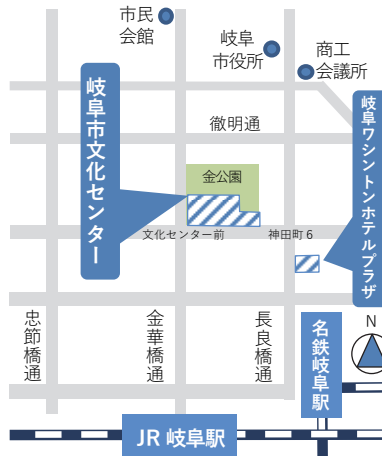 市民
会館
岐阜
市役所
商工
会議所
岐阜市文化センター
岐阜ワシントンホテルプラザ
徹明通
金公園
文化センター前
神田町6
忠節橋通
金華橋通
長良橋通
名鉄岐阜駅
N
JR 岐阜駅